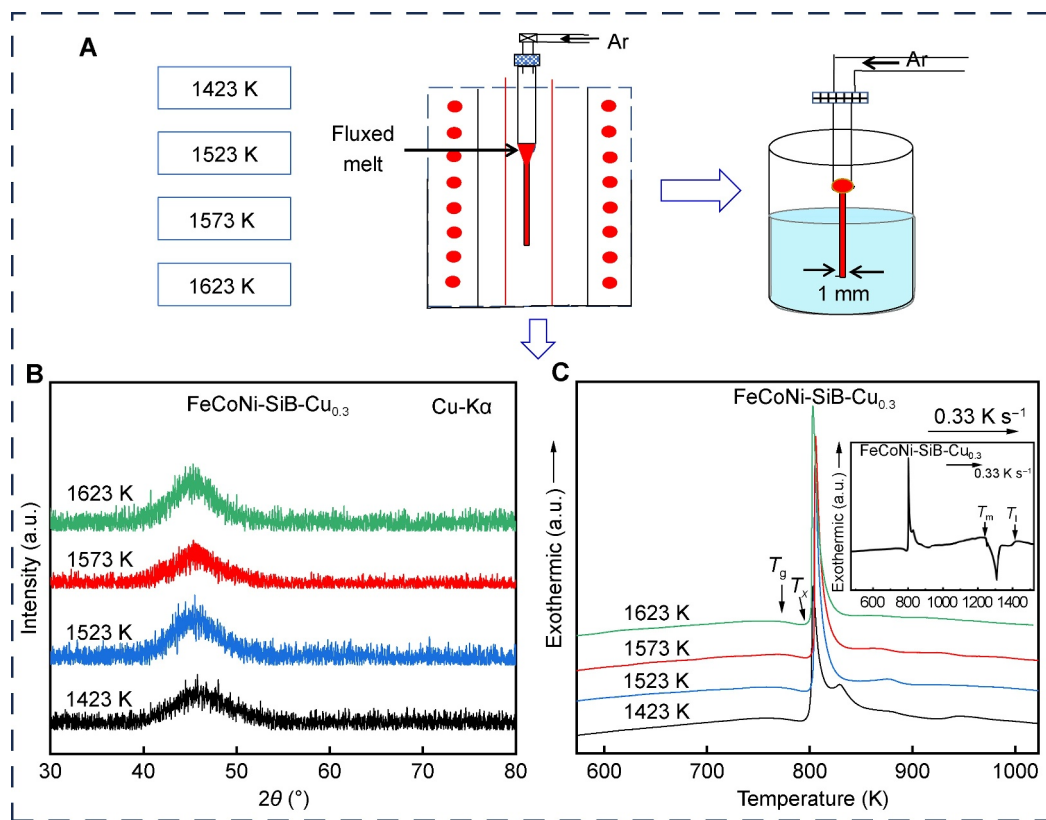 A
Ar
1423 K
1523 K
1573 K
1623 K
Fluxed
melt
Ar
1 mm
B
FeCoNi-SiB-Cu0.3
Cu-Kα
1623 K
1573 K
1523 K
1423 K
Intensity (a.u.)
30
40
50
60
70
80
2θ (°)
C
FeCoNi-SiB-Cu0.3
0.33 K s⁻¹
Exothermic (a.u.)
Tg
Tx
1623 K
1573 K
1523 K
1423 K
600
700
800
900
1000
Temperature (K)
FeCoNi-SiB-Cu0.3
0.33 K s⁻¹
Exothermic (a.u.)
Tm
Tl
600
800
1000
1200
1400